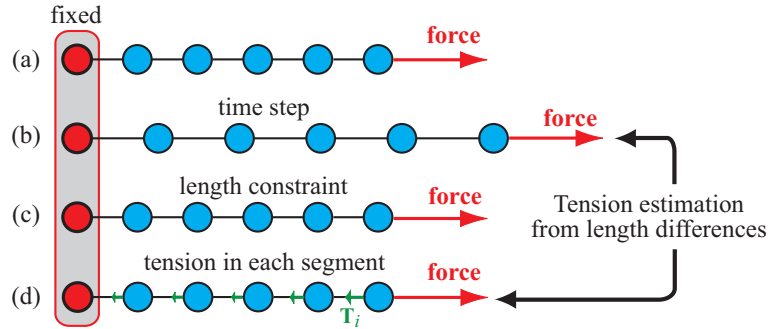 fixed
(a)
force
time step
(b)
force
length constraint
(c)
force
Tension estimation
from length differences
tension in each segment
(d)
force
T_i